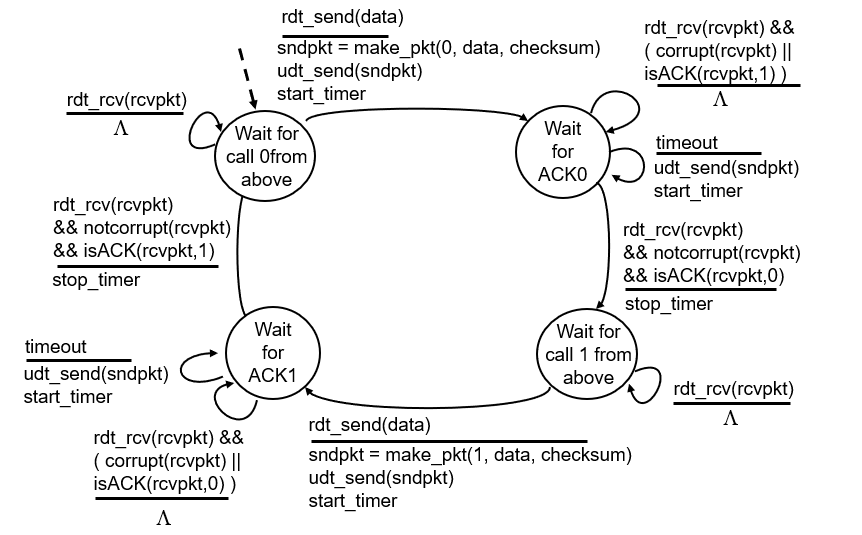 rdt_send(data)
sndpkt = make_pkt(0, data, checksum)
udt_send(sndpkt)
start_timer
rdt_rcv(rcvpkt) &&
( corrupt(rcvpkt) ||
isACK(rcvpkt,1) )
Λ
rdt_rcv(rcvpkt)
Λ
Wait for
call 0from
above
Wait
for
ACK0
timeout
udt_send(sndpkt)
start_timer
rdt_rcv(rcvpkt)
&& notcorrupt(rcvpkt)
&& isACK(rcvpkt,1)
stop_timer
rdt_rcv(rcvpkt)
&& notcorrupt(rcvpkt)
&& isACK(rcvpkt,0)
stop_timer
Wait
for
ACK1
Wait for
call 1 from
above
timeout
udt_send(sndpkt)
start_timer
rdt_rcv(rcvpkt)
Λ
rdt_rcv(rcvpkt) &&
( corrupt(rcvpkt) ||
isACK(rcvpkt,0) )
Λ
rdt_send(data)
sndpkt = make_pkt(1, data, checksum)
udt_send(sndpkt)
start_timer